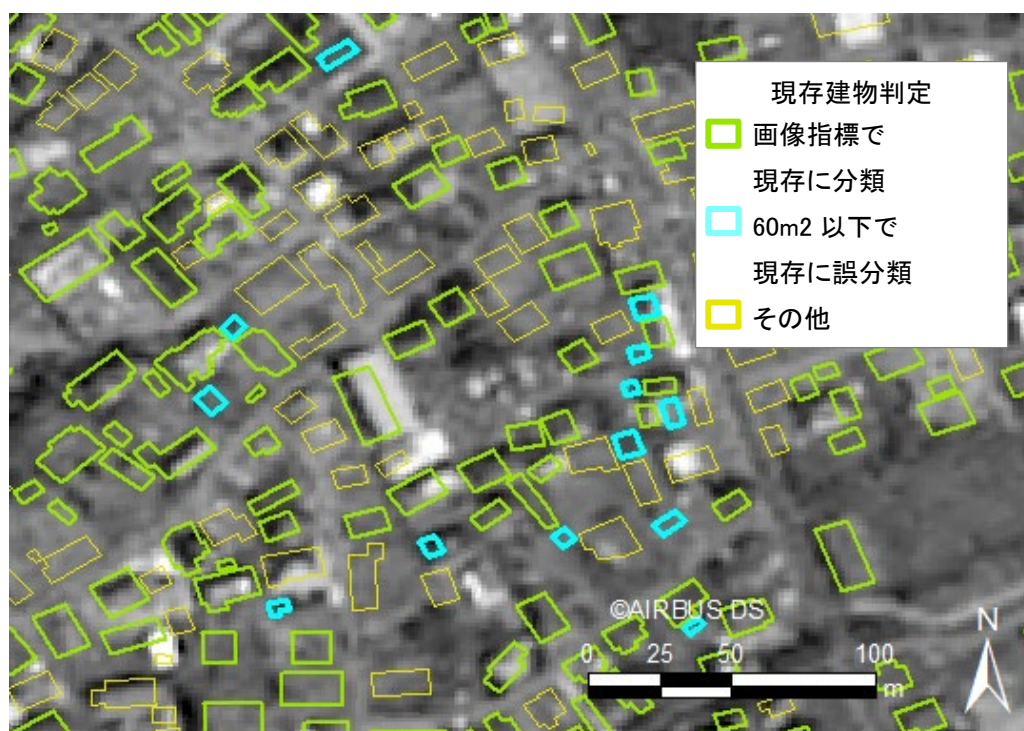 現存建物判定
画像指標で
現存に分類
60m2 以下で
現存に誤分類
その他
©AIRBUS DS
N
0 25 50 100
m